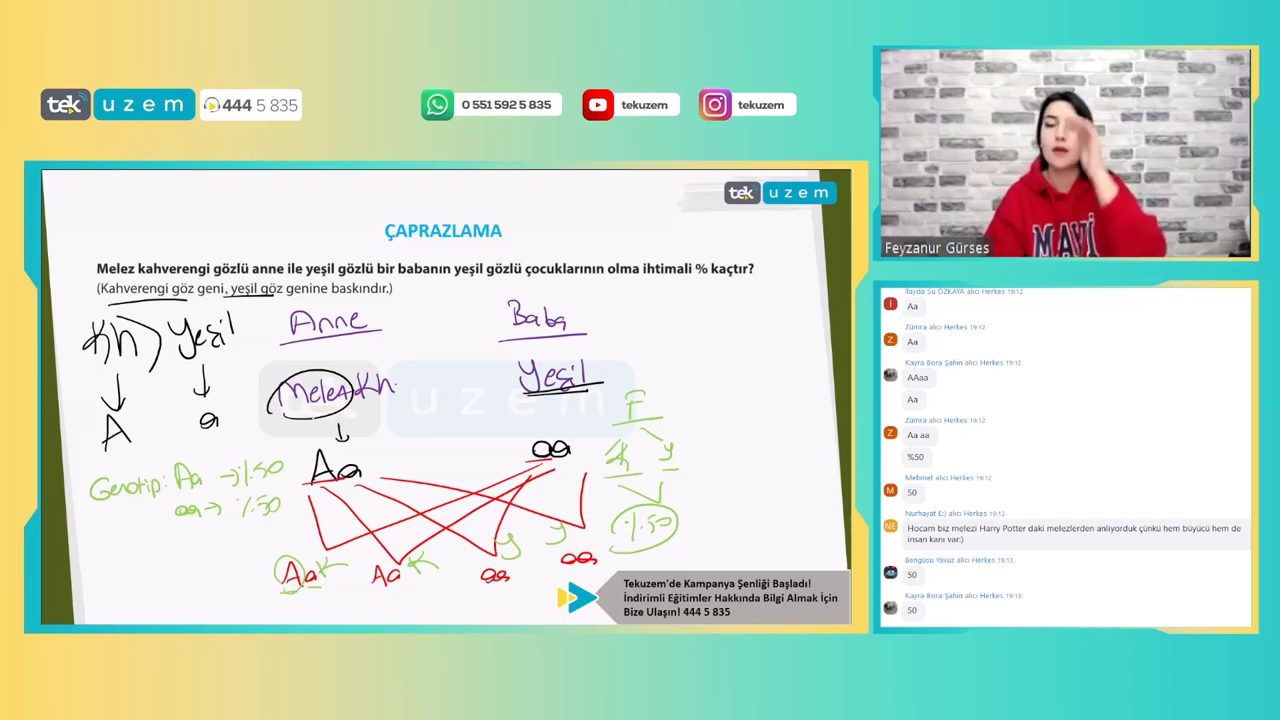 tek uzem 444 5 835
0 551 592 5 835
tekuzem
tekuzem
tek uzem
ÇAPRAZLAMA
Melez kahverengi gözlü anne ile yeşil gözlü bir babanın yeşil gözlü çocuklarının olma ihtimali % kaçtır?
(Kahverengi göz geni, yeşil göz genine baskındır.)
Kh > Yeşil
Anne
Baba
Melez Kh.
Yeşil
uzem
A
a
F
K y
Aa
aa
Genotip: Aa → %50
aa → %50
%50
Aa K
Aa K
aa y
aa y
Tekuzem'de Kampanya Şenliği Başladı!
İndirimli Eğitimler Hakkında Bilgi Almak İçin
Bize Ulaşın! 444 5 835
MAVİ
Feyzanur Gürses
İlayda Su ÖZKAYA alıcı Herkes 19:12
I
Aa
Zümra alıcı Herkes 19:12
Z
Aa
Kayra Bora Şahin alıcı Herkes 19:12
AAaa
Aa
Zümra alıcı Herkes 19:12
Z
Aa aa
%50
Mehmet alıcı Herkes 19:12
M
50
Nurhayat E:) alıcı Herkes 19:13
NE
Hocam biz melezi Harry Potter daki melezlerden anlıyorduk çünkü hem büyücü hem de
insan kanı var:)
Bengüsu Yavuz alıcı Herkes 19:13
50
Kayra Bora Şahin alıcı Herkes 19:13
50